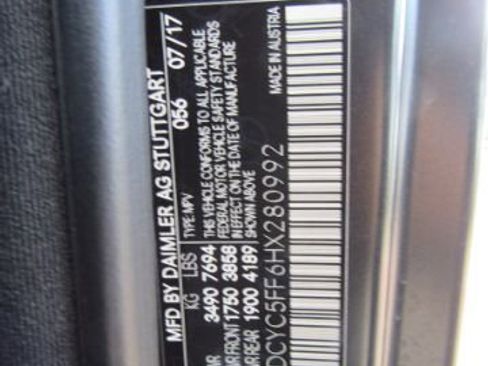 MFD BY DAIMLER AG STUTTGART
056 07/17
KG LBS TYPE: MPV
3490 7694
FRONT 1750 3858
REAR 1900 4189
THIS VEHICLE CONFORMS TO ALL APPLICABLE
FEDERAL MOTOR VEHICLE SAFETY STANDARDS
IN EFFECT ON THE DATE OF MANUFACTURE
SHOWN ABOVE
MADE IN AUSTRIA
DCYC5FF6HX280992